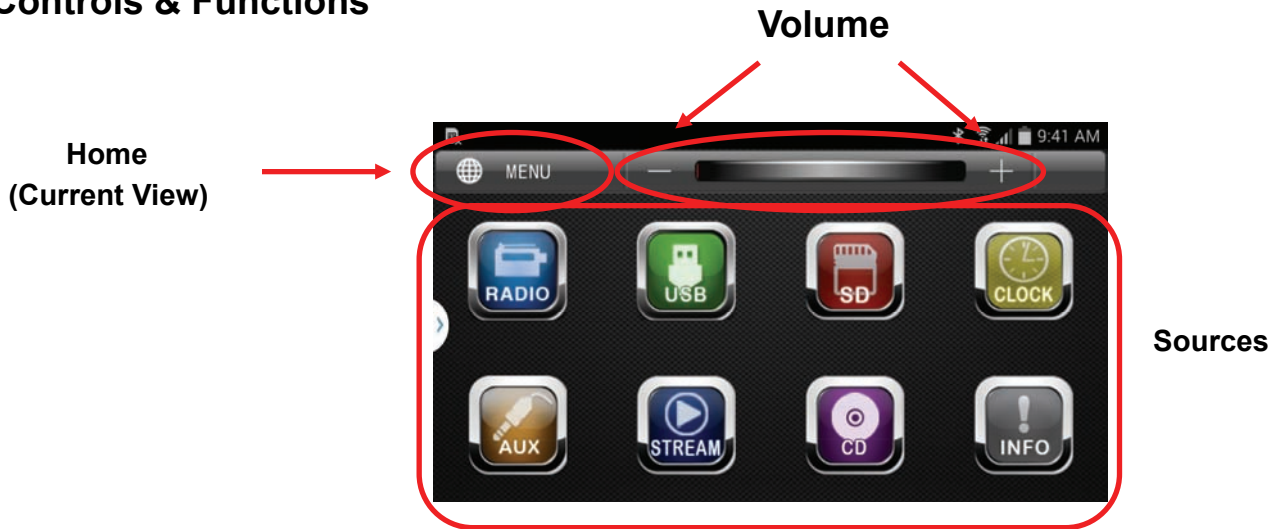 Controls & Functions
Volume
Home
(Current View)
9:41 AM
MENU
RADIO
USB
SD
CLOCK
Sources
AUX
STREAM
CD
INFO